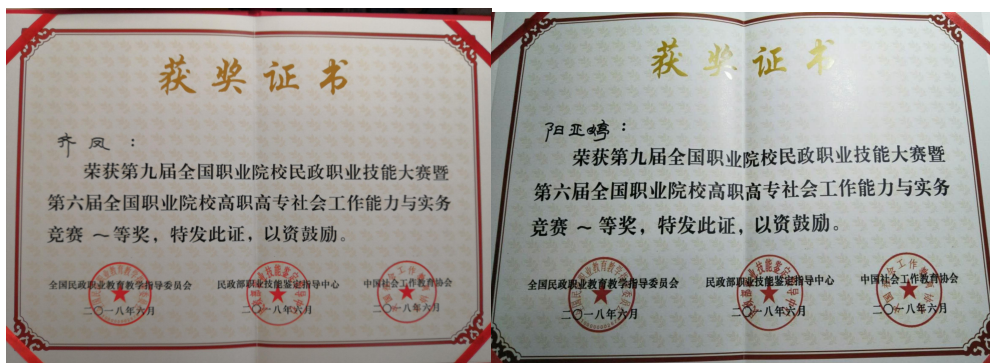 获奖证书
齐凤：
荣获第九届全国职业院校民政职业技能大赛暨
第六届全国职业院校高职高专社会工作能力与实务
竞赛 一等奖，特发此证，以资鼓励。
全国民政职业教育教学指导委员会 民政部职业技能鉴定指导中心 中国社会工作教育协会
二〇一八年六月 二〇一八年六月 二〇一八年六月
获奖证书
阳亚婷：
荣获第九届全国职业院校民政职业技能大赛暨
第六届全国职业院校高职高专社会工作能力与实务
竞赛 一等奖，特发此证，以资鼓励。
全国民政职业教育教学指导委员会 民政部职业技能鉴定指导中心 中国社会工作教育协会
二〇一八年六月 二〇一八年六月 二〇一八年六月